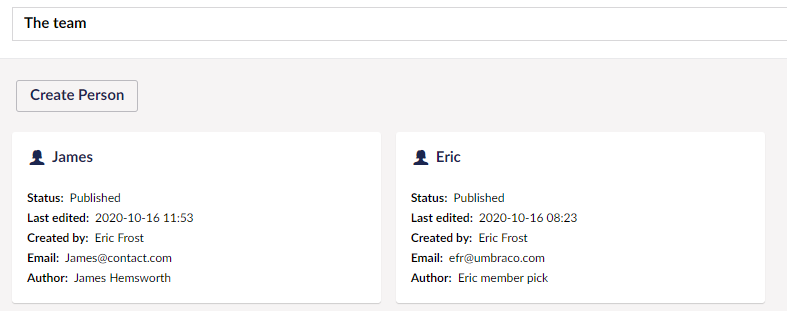 The team
Create Person
James
Status: Published
Last edited: 2020-10-16 11:53
Created by: Eric Frost
Email: James@contact.com
Author: James Hemsworth
Eric
Status: Published
Last edited: 2020-10-16 08:23
Created by: Eric Frost
Email: efr@umbraco.com
Author: Eric member pick